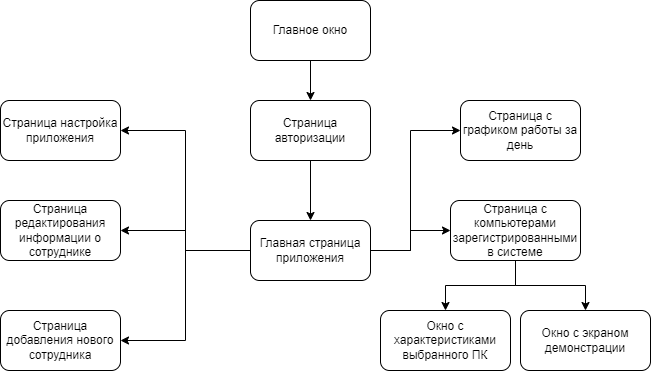 Главное окно
Страница настройка
приложения
Страница
авторизации
Страница с
графиком работы за
день
Страница
редактирования
информации о
сотруднике
Главная страница
приложения
Страница с
компьютерами
зарегистрированными
в системе
Страница
добавления нового
сотрудника
Окно с
характеристиками
выбранного ПК
Окно с экраном
демонстрации